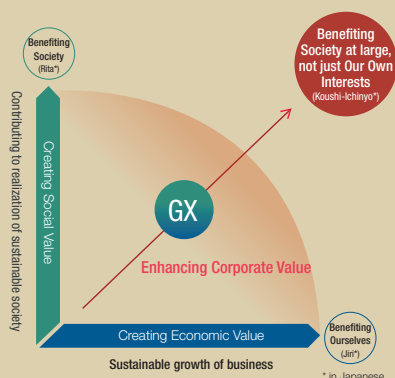 Benefiting
Society
(Rita*)
Benefiting
Society at large,
not just Our Own
Interests
(Koushi-Ichinyo*)
Contributing to realization of sustainable society
Creating Social Value
GX
Enhancing Corporate Value
Creating Economic Value
Benefiting
Ourselves
(Jiri*)
Sustainable growth of business
* in Japanese